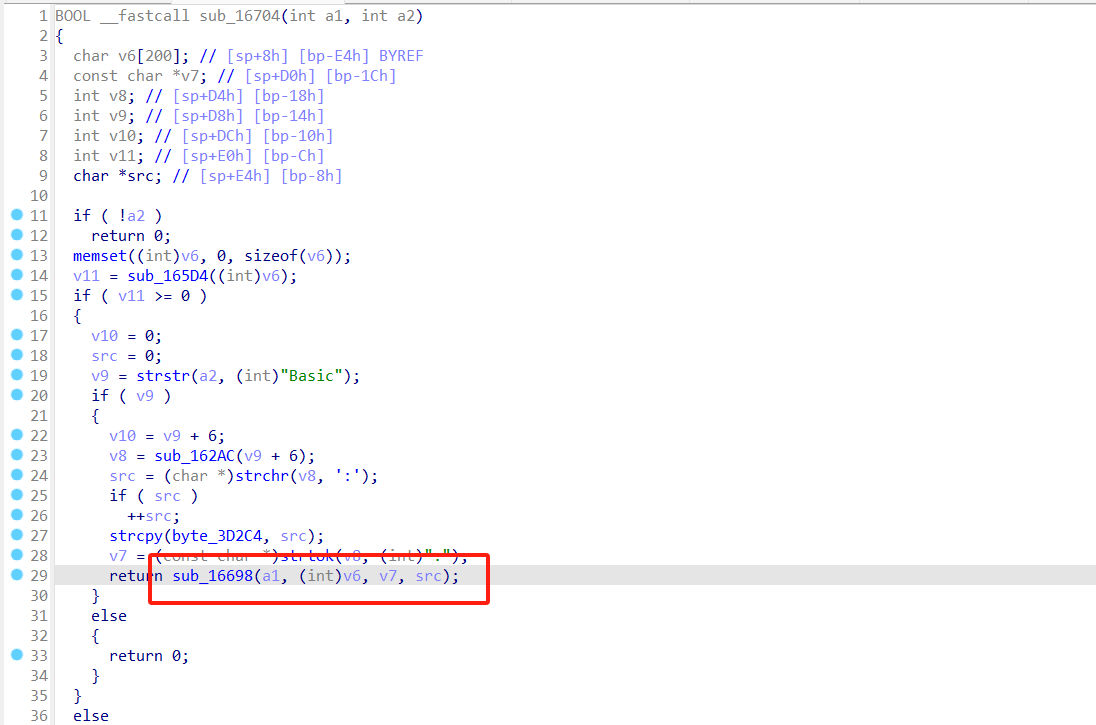 1 BOOL __fastcall sub_16704(int a1, int a2)
2 {
3 char v6[200]; // [sp+8h] [bp-E4h] BYREF
4 const char *v7; // [sp+D0h] [bp-1Ch]
5 int v8; // [sp+D4h] [bp-18h]
6 int v9; // [sp+D8h] [bp-14h]
7 int v10; // [sp+DCh] [bp-10h]
8 int v11; // [sp+E0h] [bp-Ch]
9 char *src; // [sp+E4h] [bp-8h]
10
11 if ( !a2 )
12 return 0;
13 memset((int)v6, 0, sizeof(v6));
14 v11 = sub_165D4((int)v6);
15 if ( v11 >= 0 )
16 {
17 v10 = 0;
18 src = 0;
19 v9 = strstr(a2, (int)"Basic");
20 if ( v9 )
21 {
22 v10 = v9 + 6;
23 v8 = sub_162AC(v9 + 6);
24 src = (char *)strchr(v8, ':');
25 if ( src )
26 ++src;
27 strcpy(byte_3D2C4, src);
28 v7 = (const char *)strtok(v8, (int)":");
29 return sub_16698(a1, (int)v6, v7, src);
30 }
31 else
32 {
33 return 0;
34 }
35 }
36 else